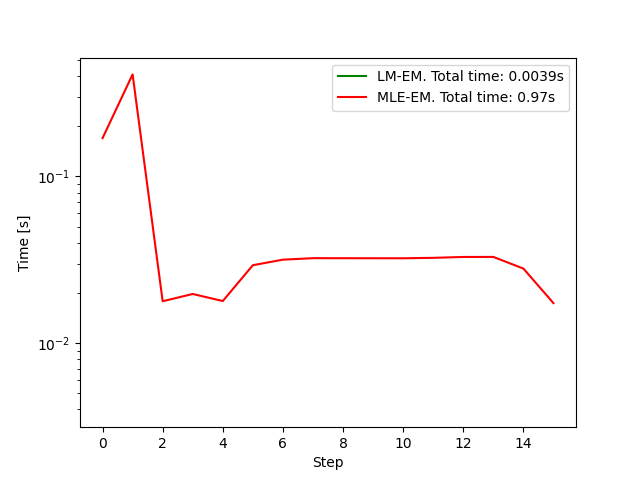 LM-EM. Total time: 0.0039s
MLE-EM. Total time: 0.97s
Time [s]
10⁻¹
10⁻²
0 2 4 6 8 10 12 14
Step